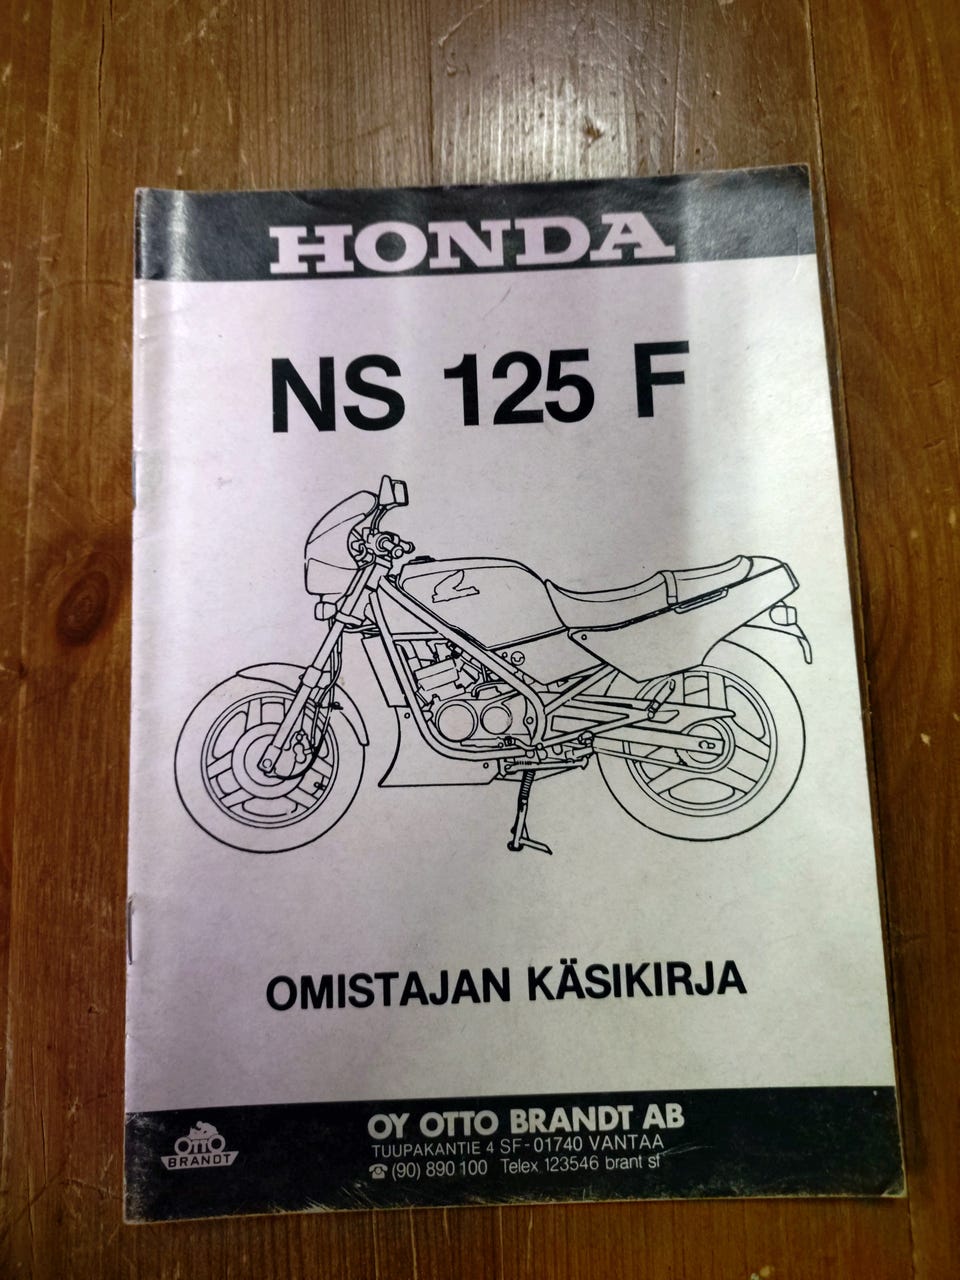 HONDA
NS 125 F
OMISTAJAN KÄSIKIRJA
OTTO
BRANDT
OY OTTO BRANDT AB
TUUPAKANTIE 4 SF-01740 VANTAA
☎ (90) 890 100 Telex 123546 brant sf